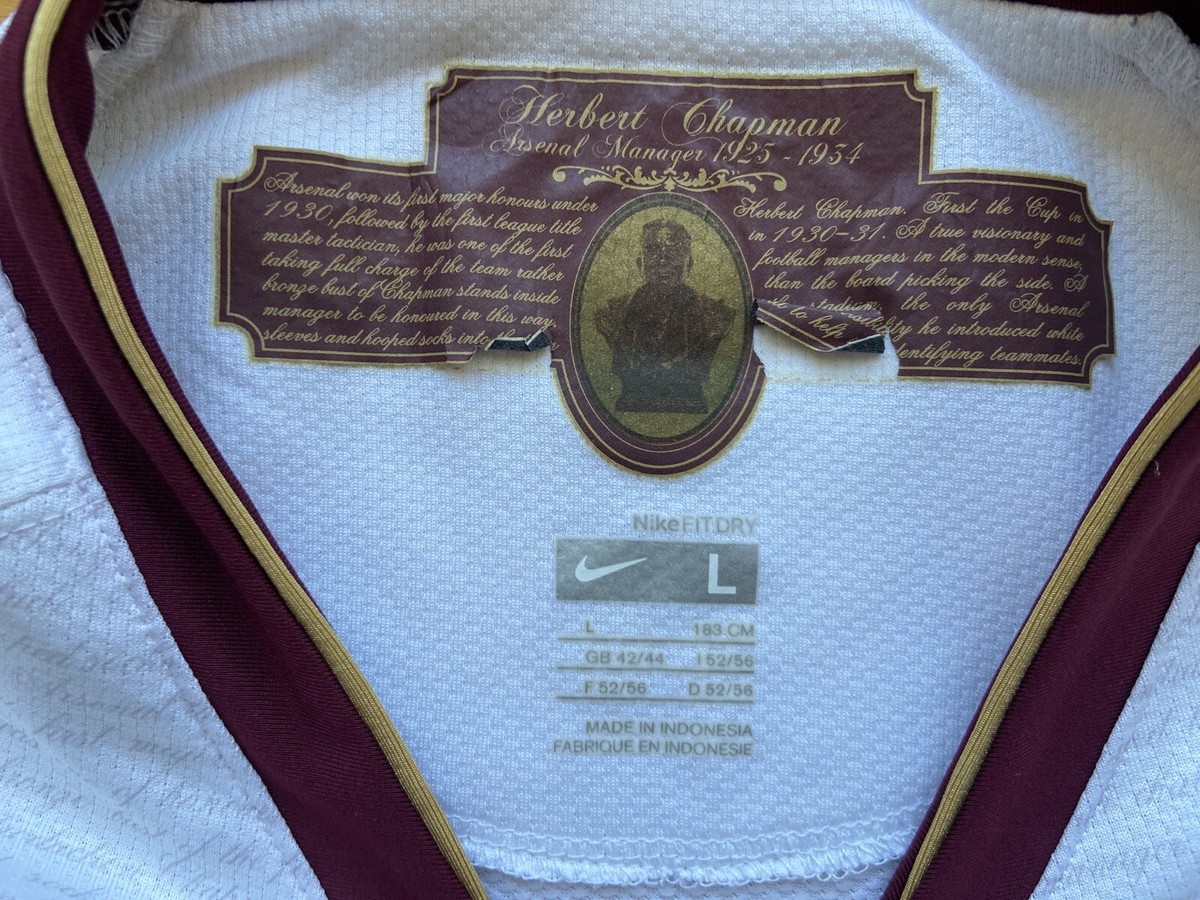 Herbert Chapman
Arsenal Manager 1925 - 1934
Arsenal won its first major honours under Herbert Chapman. First the Cup in
1930, followed by the first league title in 1930-31. A true visionary and
master tactician, he was one of the first football managers in the modern sense,
taking full charge of the team rather than the board picking the side. A
bronze bust of Chapman stands inside stadium, the only Arsenal
manager to be honoured in this way to help he introduced white
sleeves and hooped socks into teammates.
NikeFIT DRY
L
L 183 CM
GB 42/44 I 52/56
F 52/56 D 52/56
MADE IN INDONESIA
FABRIQUE EN INDONESIE